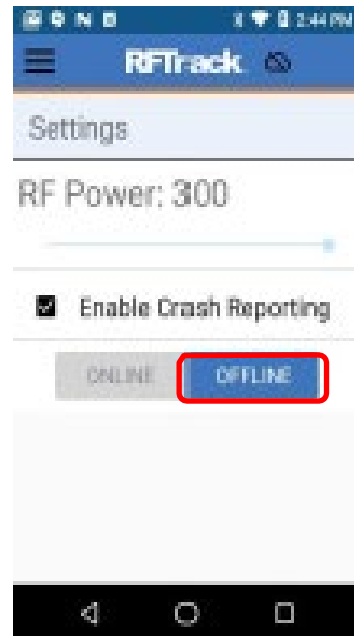 2:44 PM
RFTrack
Settings
RF Power: 300
Enable Crash Reporting
ONLINE OFFLINE